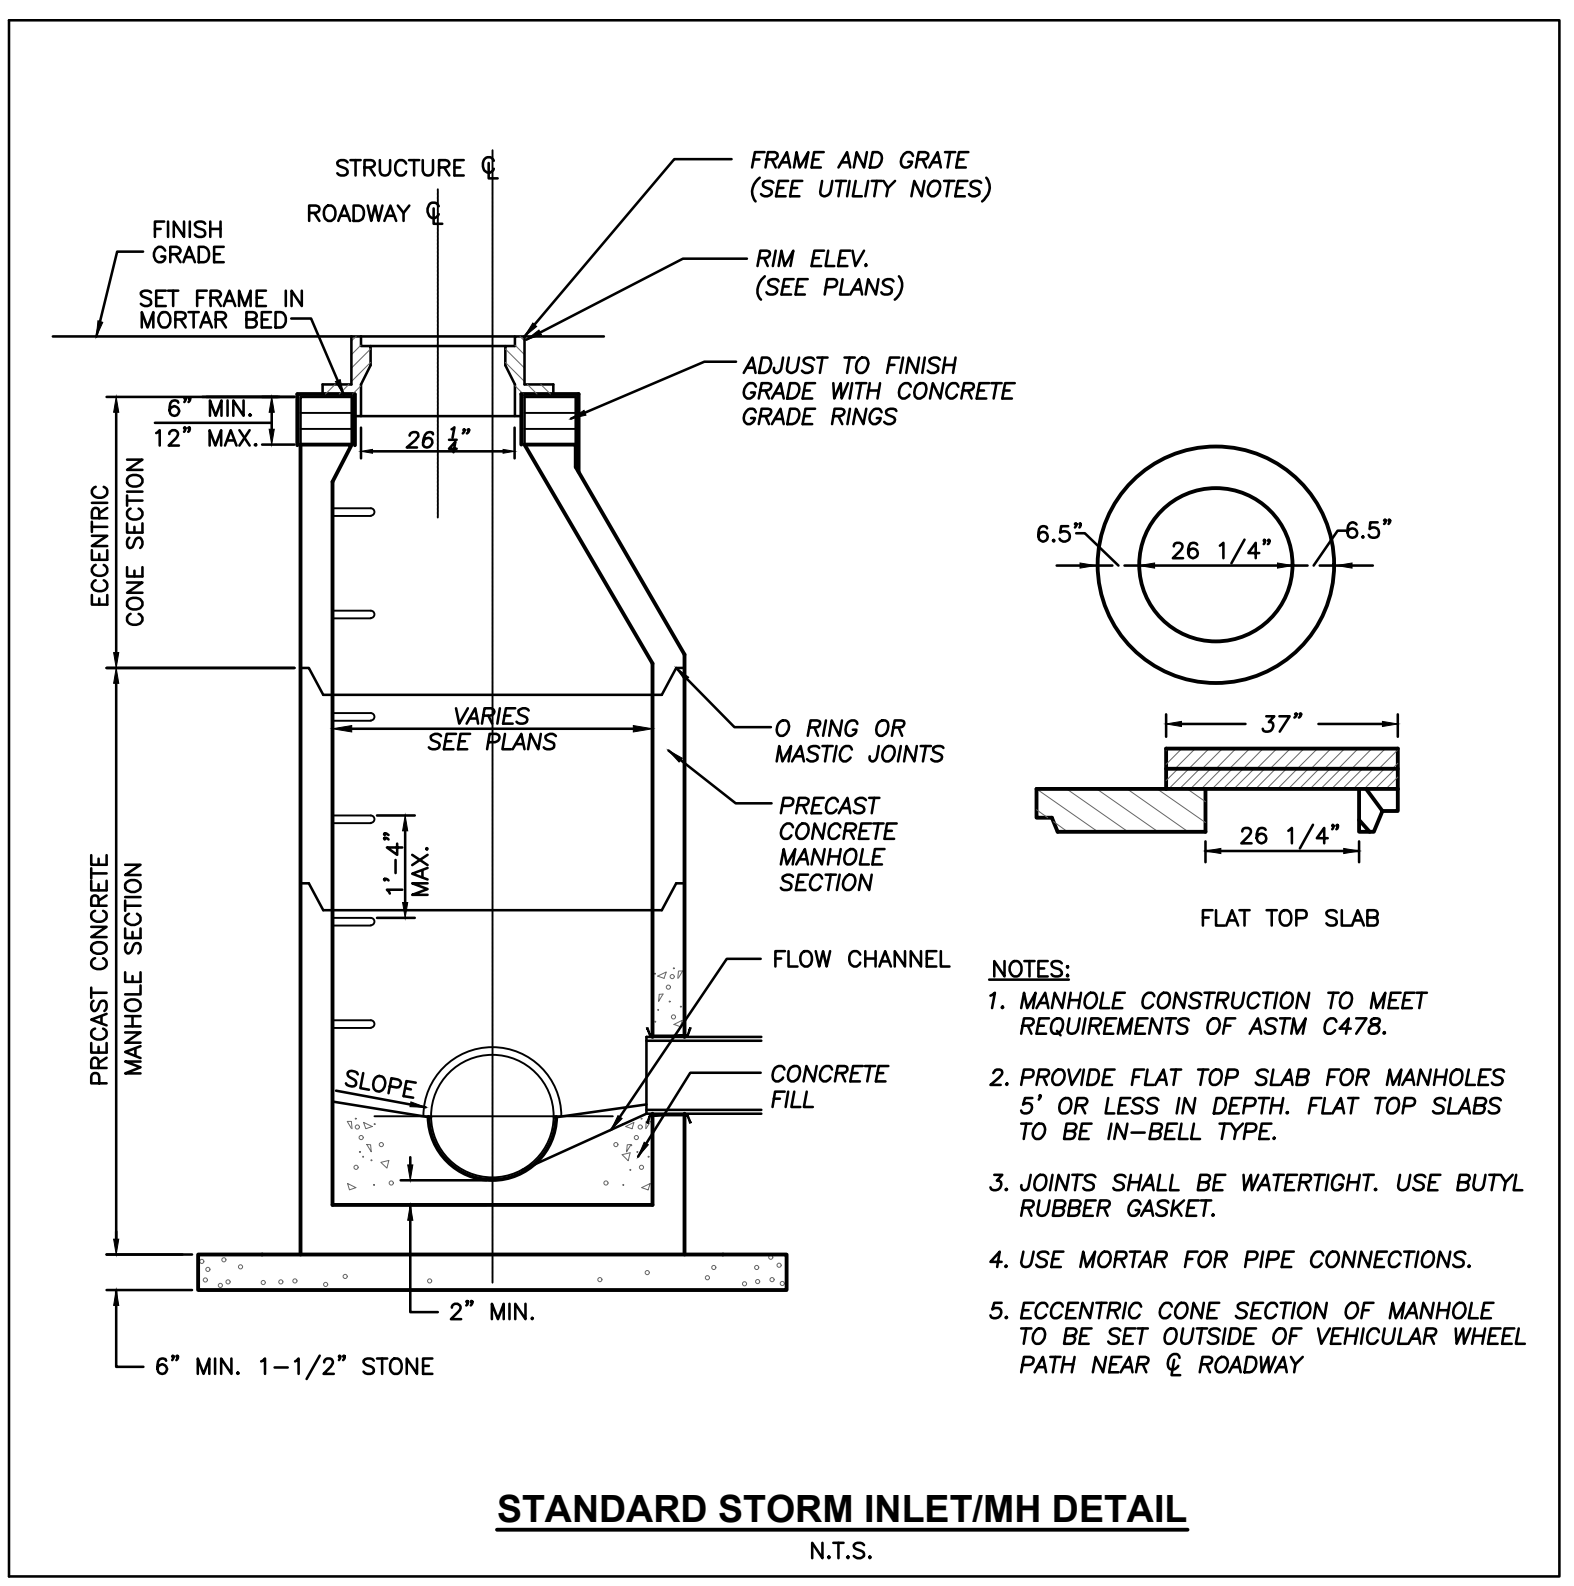 STRUCTURE ℄
ROADWAY ℄
FINISH
GRADE
SET FRAME IN
MORTAR BED
FRAME AND GRATE
(SEE UTILITY NOTES)
RIM ELEV.
(SEE PLANS)
ADJUST TO FINISH
GRADE WITH CONCRETE
GRADE RINGS
6" MIN.
12" MAX.
26 1/4"
ECCENTRIC
CONE SECTION
VARIES
SEE PLANS
O RING OR
MASTIC JOINTS
PRECAST
CONCRETE
MANHOLE
SECTION
1'-4"
MAX.
PRECAST CONCRETE
MANHOLE SECTION
FLOW CHANNEL
SLOPE
CONCRETE
FILL
2" MIN.
6" MIN. 1-1/2" STONE
6.5"
26 1/4"
6.5"
37"
26 1/4"
FLAT TOP SLAB
NOTES:
1. MANHOLE CONSTRUCTION TO MEET
REQUIREMENTS OF ASTM C478.
2. PROVIDE FLAT TOP SLAB FOR MANHOLES
5' OR LESS IN DEPTH. FLAT TOP SLABS
TO BE IN-BELL TYPE.
3. JOINTS SHALL BE WATERTIGHT. USE BUTYL
RUBBER GASKET.
4. USE MORTAR FOR PIPE CONNECTIONS.
5. ECCENTRIC CONE SECTION OF MANHOLE
TO BE SET OUTSIDE OF VEHICULAR WHEEL
PATH NEAR ℄ ROADWAY
STANDARD STORM INLET/MH DETAIL
N.T.S.